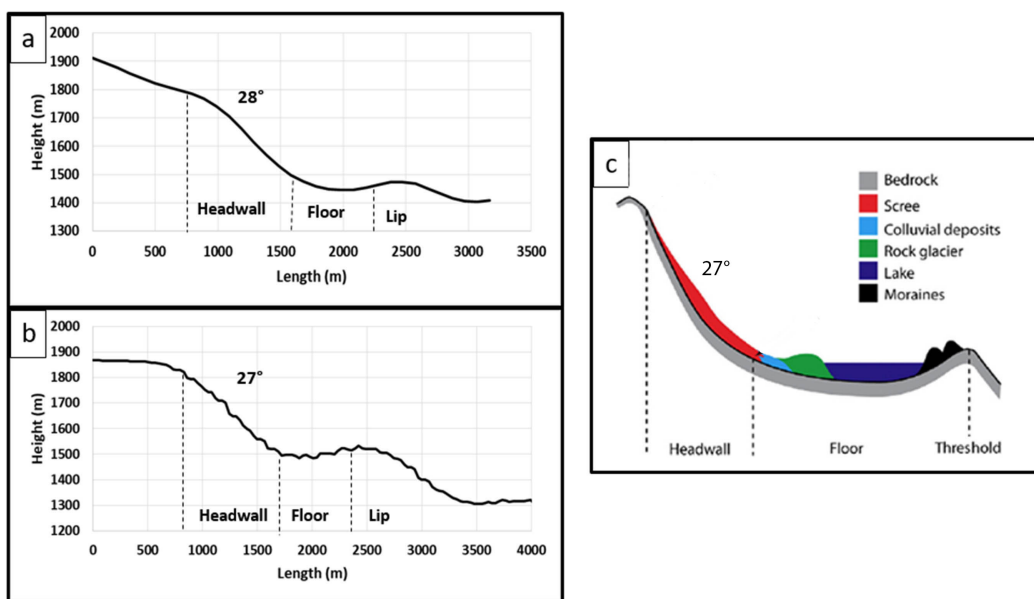 a
2000
1900
1800
1700
1600
1500
1400
1300
Height (m)
28°
Headwall
Floor
Lip
0
500
1000
1500
2000
2500
3000
3500
Length (m)
b
2000
1900
1800
1700
1600
1500
1400
1300
1200
Height (m)
27°
Headwall
Floor
Lip
0
500
1000
1500
2000
2500
3000
3500
4000
Length (m)
c
Bedrock
Scree
Colluvial deposits
Rock glacier
Lake
Moraines
27°
Headwall
Floor
Threshold